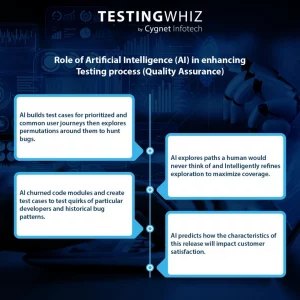 TESTINGWHIZ
by Cygnet Infotech
Role of Artificial Intelligence (AI) in enhancing
Testing process (Quality Assurance)
AI builds test cases for prioritized and
common user journeys then explores
permutations around them to hunt
bugs.
AI explores paths a human would
never think of and Intelligently refines
exploration to maximize coverage.
AI churned code modules and create
test cases to test quirks of particular
developers and historical bug
patterns.
AI predicts how the characteristics of
this release will impact customer
satisfaction.